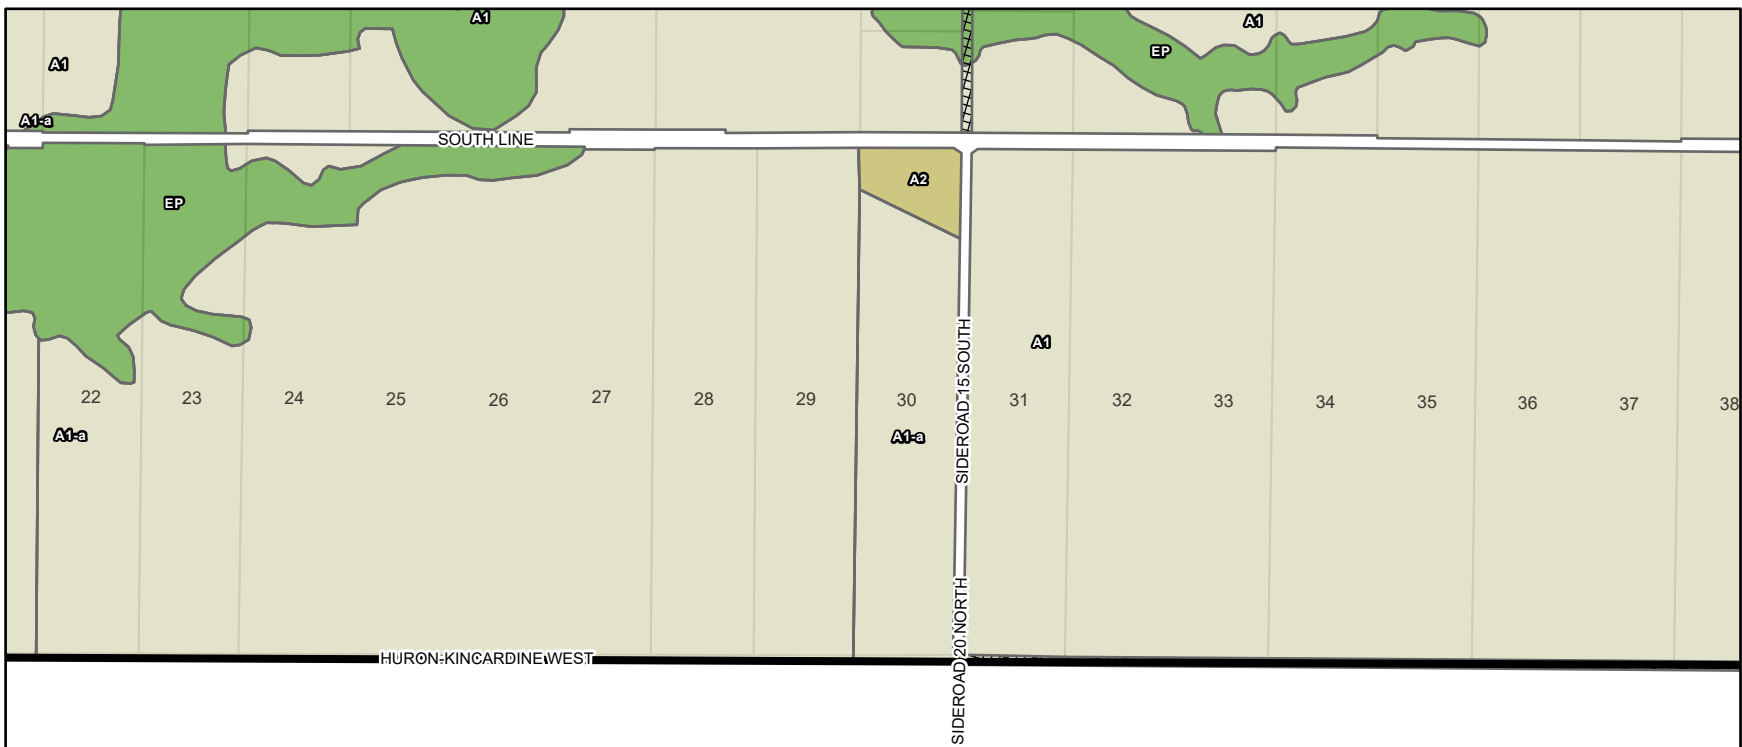 A1
A1
EP
A1
A1-a
SOUTH LINE
A2
EP
SIDEROAD 15 SOUTH
A1
22
23
24
25
26
27
28
29
30
31
32
33
34
35
36
37
38
A1-a
A1-a
HURON-KINCARDINE WEST
SIDEROAD 20 NORTH